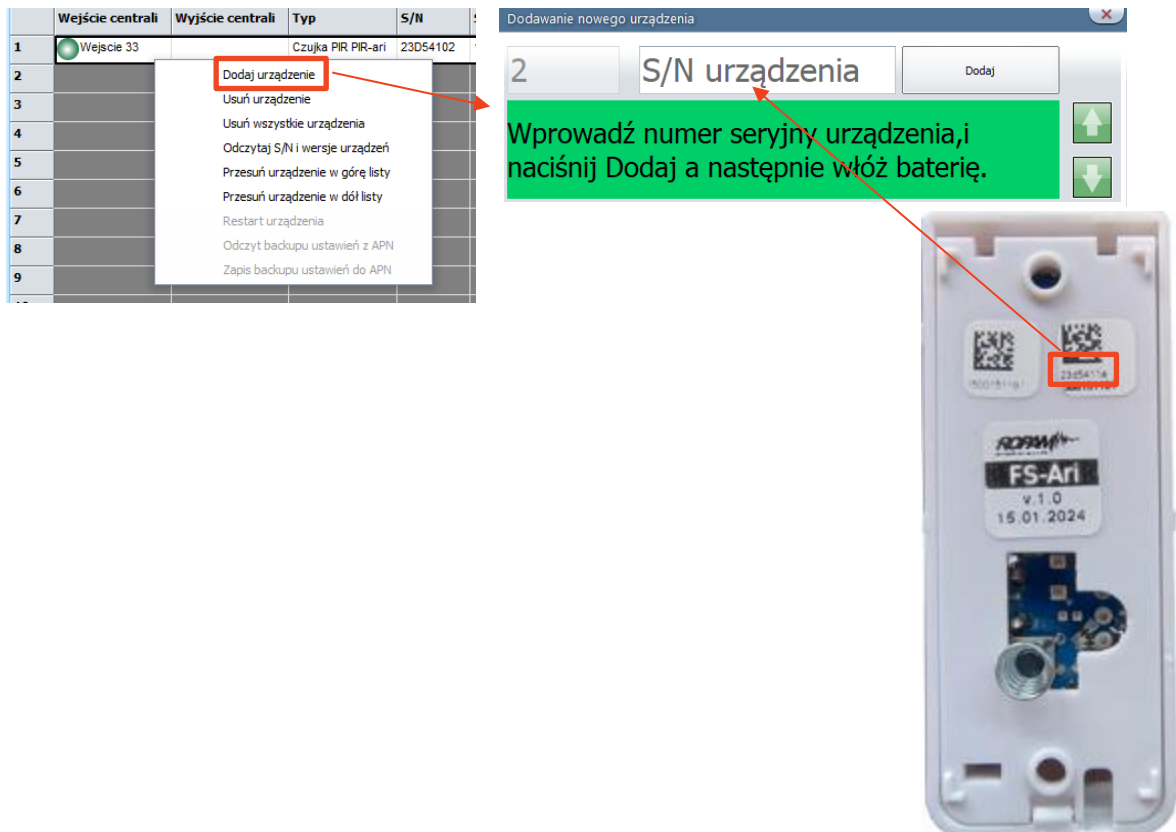 Wejście centrali Wyjście centrali Typ S/N
1 Wejscie 33 Czujka PIR PIR-ari 23D54102
2
3
4
5
6
7
8
9
Dodaj urządzenie
Usuń urządzenie
Usuń wszystkie urządzenia
Odczytaj S/N i wersje urządzeń
Przesuń urządzenie w górę listy
Przesuń urządzenie w dół listy
Restart urządzenia
Odczyt backupu ustawień z APN
Zapis backupu ustawień do APN
Dodawanie nowego urządzenia
2 S/N urządzenia Dodaj
Wprowadź numer seryjny urządzenia,i
naciśnij Dodaj a następnie włóż baterię.
ROPAM
FS-Ari
v.1.0
15.01.2024